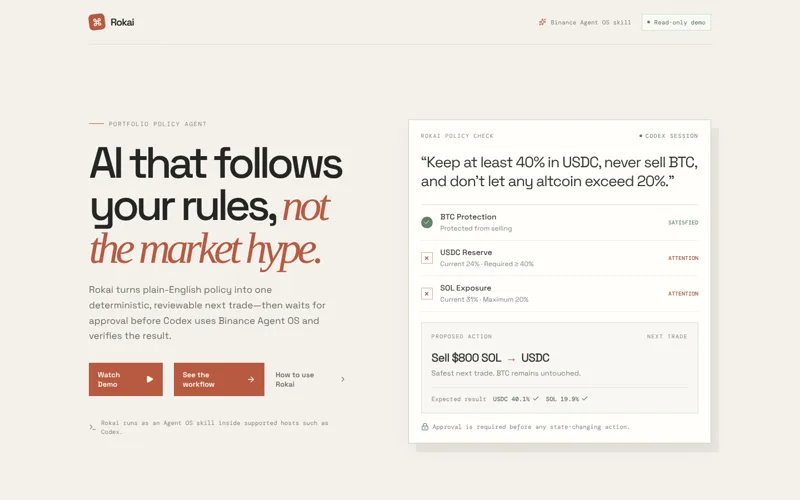 ⌘ Rokai
Binance Agent OS skill
Read-only demo
PORTFOLIO POLICY AGENT
AI that follows
your rules, not
the market hype.
Rokai turns plain-English policy into one
deterministic, reviewable next trade—then waits for
approval before Codex uses Binance Agent OS and
verifies the result.
Watch
Demo
See the
workflow
How to use
Rokai
Rokai runs as an Agent OS skill inside supported hosts such as
Codex.
ROKAI POLICY CHECK
CODEX SESSION
“Keep at least 40% in USDC, never sell BTC,
and don’t let any altcoin exceed 20%.”
BTC Protection
Protected from selling
SATISFIED
USDC Reserve
Current 24% · Required ≥ 40%
ATTENTION
SOL Exposure
Current 31% · Maximum 20%
ATTENTION
PROPOSED ACTION
NEXT TRADE
Sell $800 SOL → USDC
Safest next trade. BTC remains untouched.
Expected result USDC 40.1% ✓ SOL 19.9% ✓
Approval is required before any state-changing action.